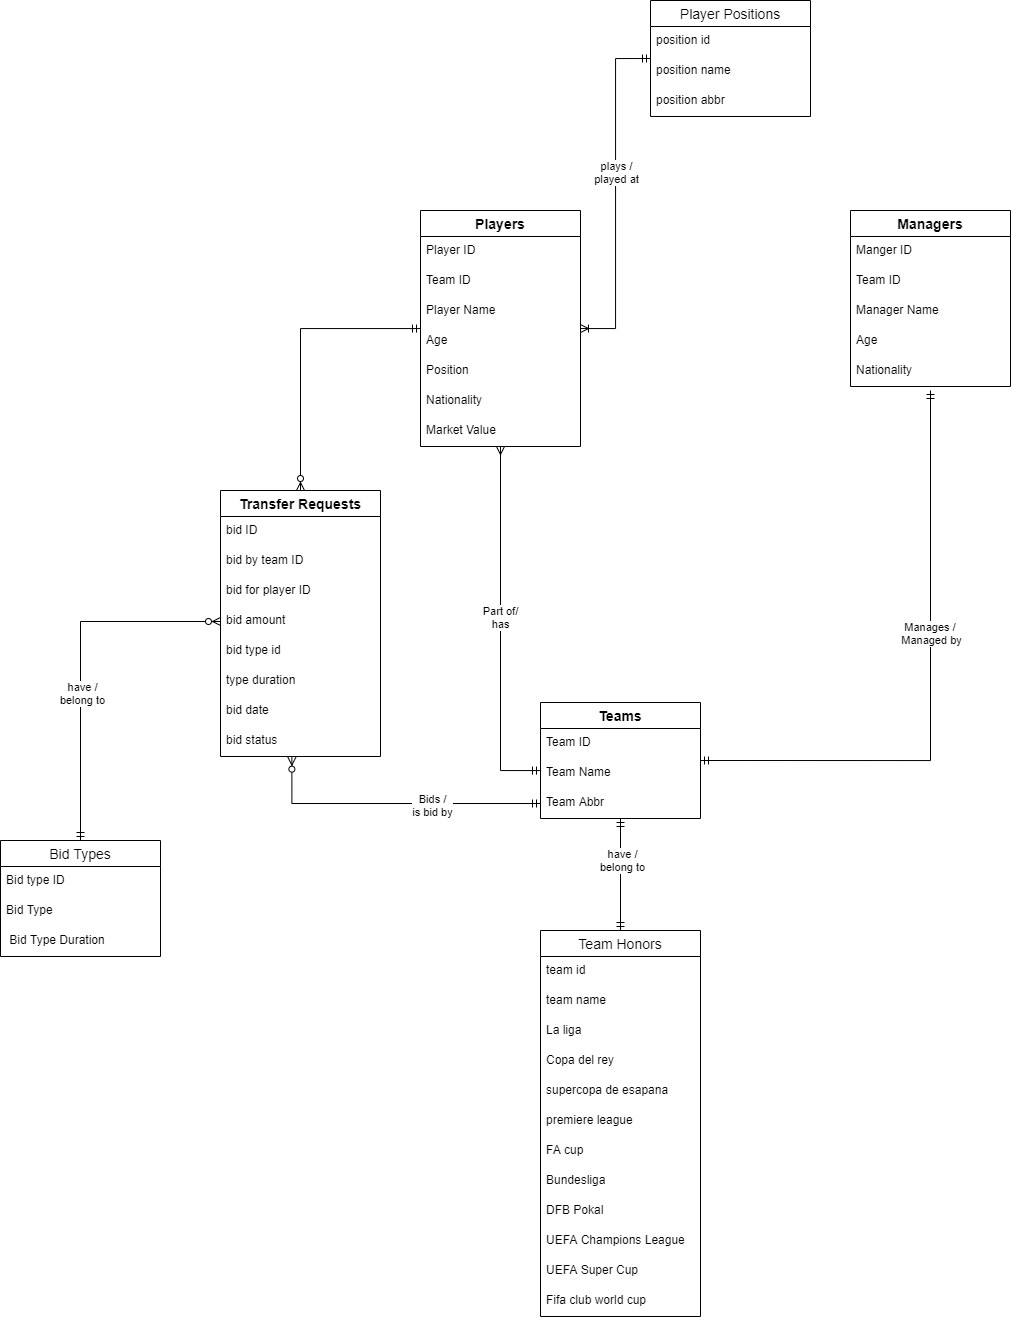 Player Positions
position id
position name
position abbr
plays /
played at
Players
Player ID
Team ID
Player Name
Age
Position
Nationality
Market Value
Managers
Manger ID
Team ID
Manager Name
Age
Nationality
Transfer Requests
bid ID
bid by team ID
bid for player ID
bid amount
bid type id
type duration
bid date
bid status
Part of/
has
Manages /
Managed by
have /
belong to
Teams
Team ID
Team Name
Team Abbr
Bids /
is bid by
Bid Types
Bid type ID
Bid Type
Bid Type Duration
have /
belong to
Team Honors
team id
team name
La liga
Copa del rey
supercopa de esapana
premiere league
FA cup
Bundesliga
DFB Pokal
UEFA Champions League
UEFA Super Cup
Fifa club world cup